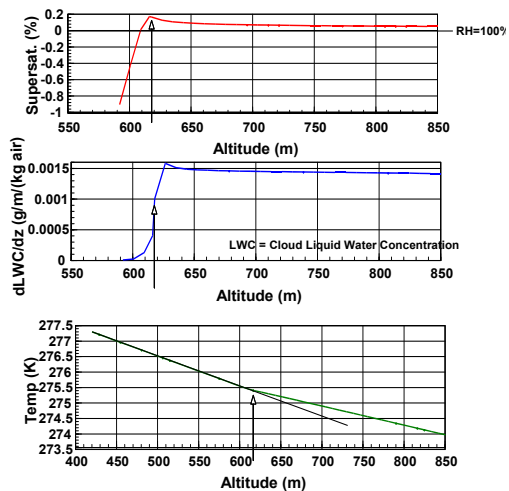 0.2
0
-0.2
-0.4
-0.6
-0.8
-1
Supersat. (%)
RH=100%
550 600 650 700 750 800 850
Altitude (m)
0.0015
0.001
0.0005
0
dLWC/dz (g/m/(kg air)
LWC = Cloud Liquid Water Concentration
550 600 650 700 750 800 850
Altitude (m)
277.5
277
276.5
276
275.5
275
274.5
274
273.5
Temp (K)
400 450 500 550 600 650 700 750 800 850
Altitude (m)